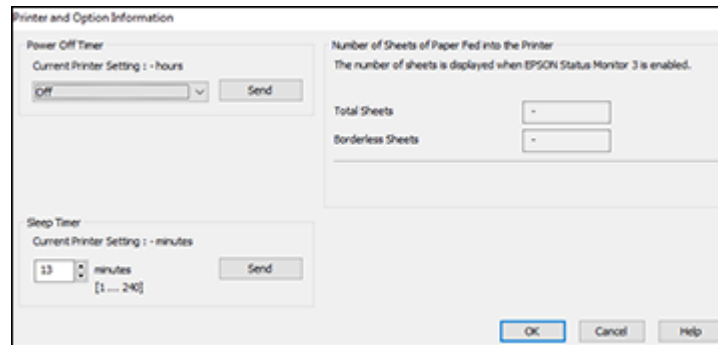 Printer and Option Information
Power Off Timer
Current Printer Setting : - hours
Off
Send
Number of Sheets of Paper Fed into the Printer
The number of sheets is displayed when EPSON Status Monitor 3 is enabled.
Total Sheets
-
Borderless Sheets
-
Sleep Timer
Current Printer Setting : - minutes
13 minutes
Send
[1 .... 240]
OK
Cancel
Help